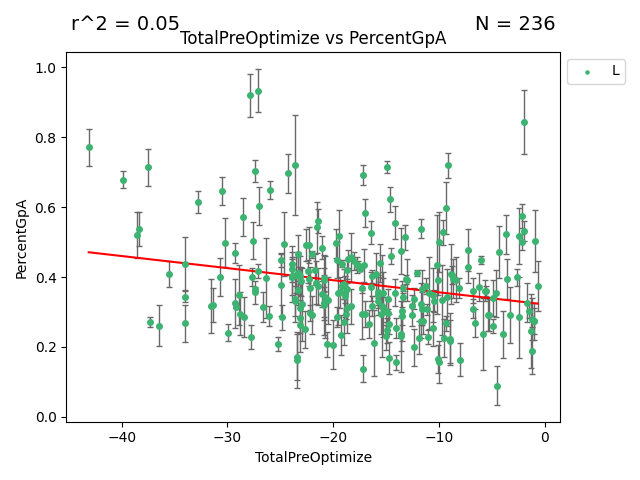 r^2 = 0.05
N = 236
TotalPreOptimize vs PercentGpA
L
1.0
0.8
0.6
0.4
0.2
0.0
PercentGpA
−40 −30 −20 −10 0
TotalPreOptimize